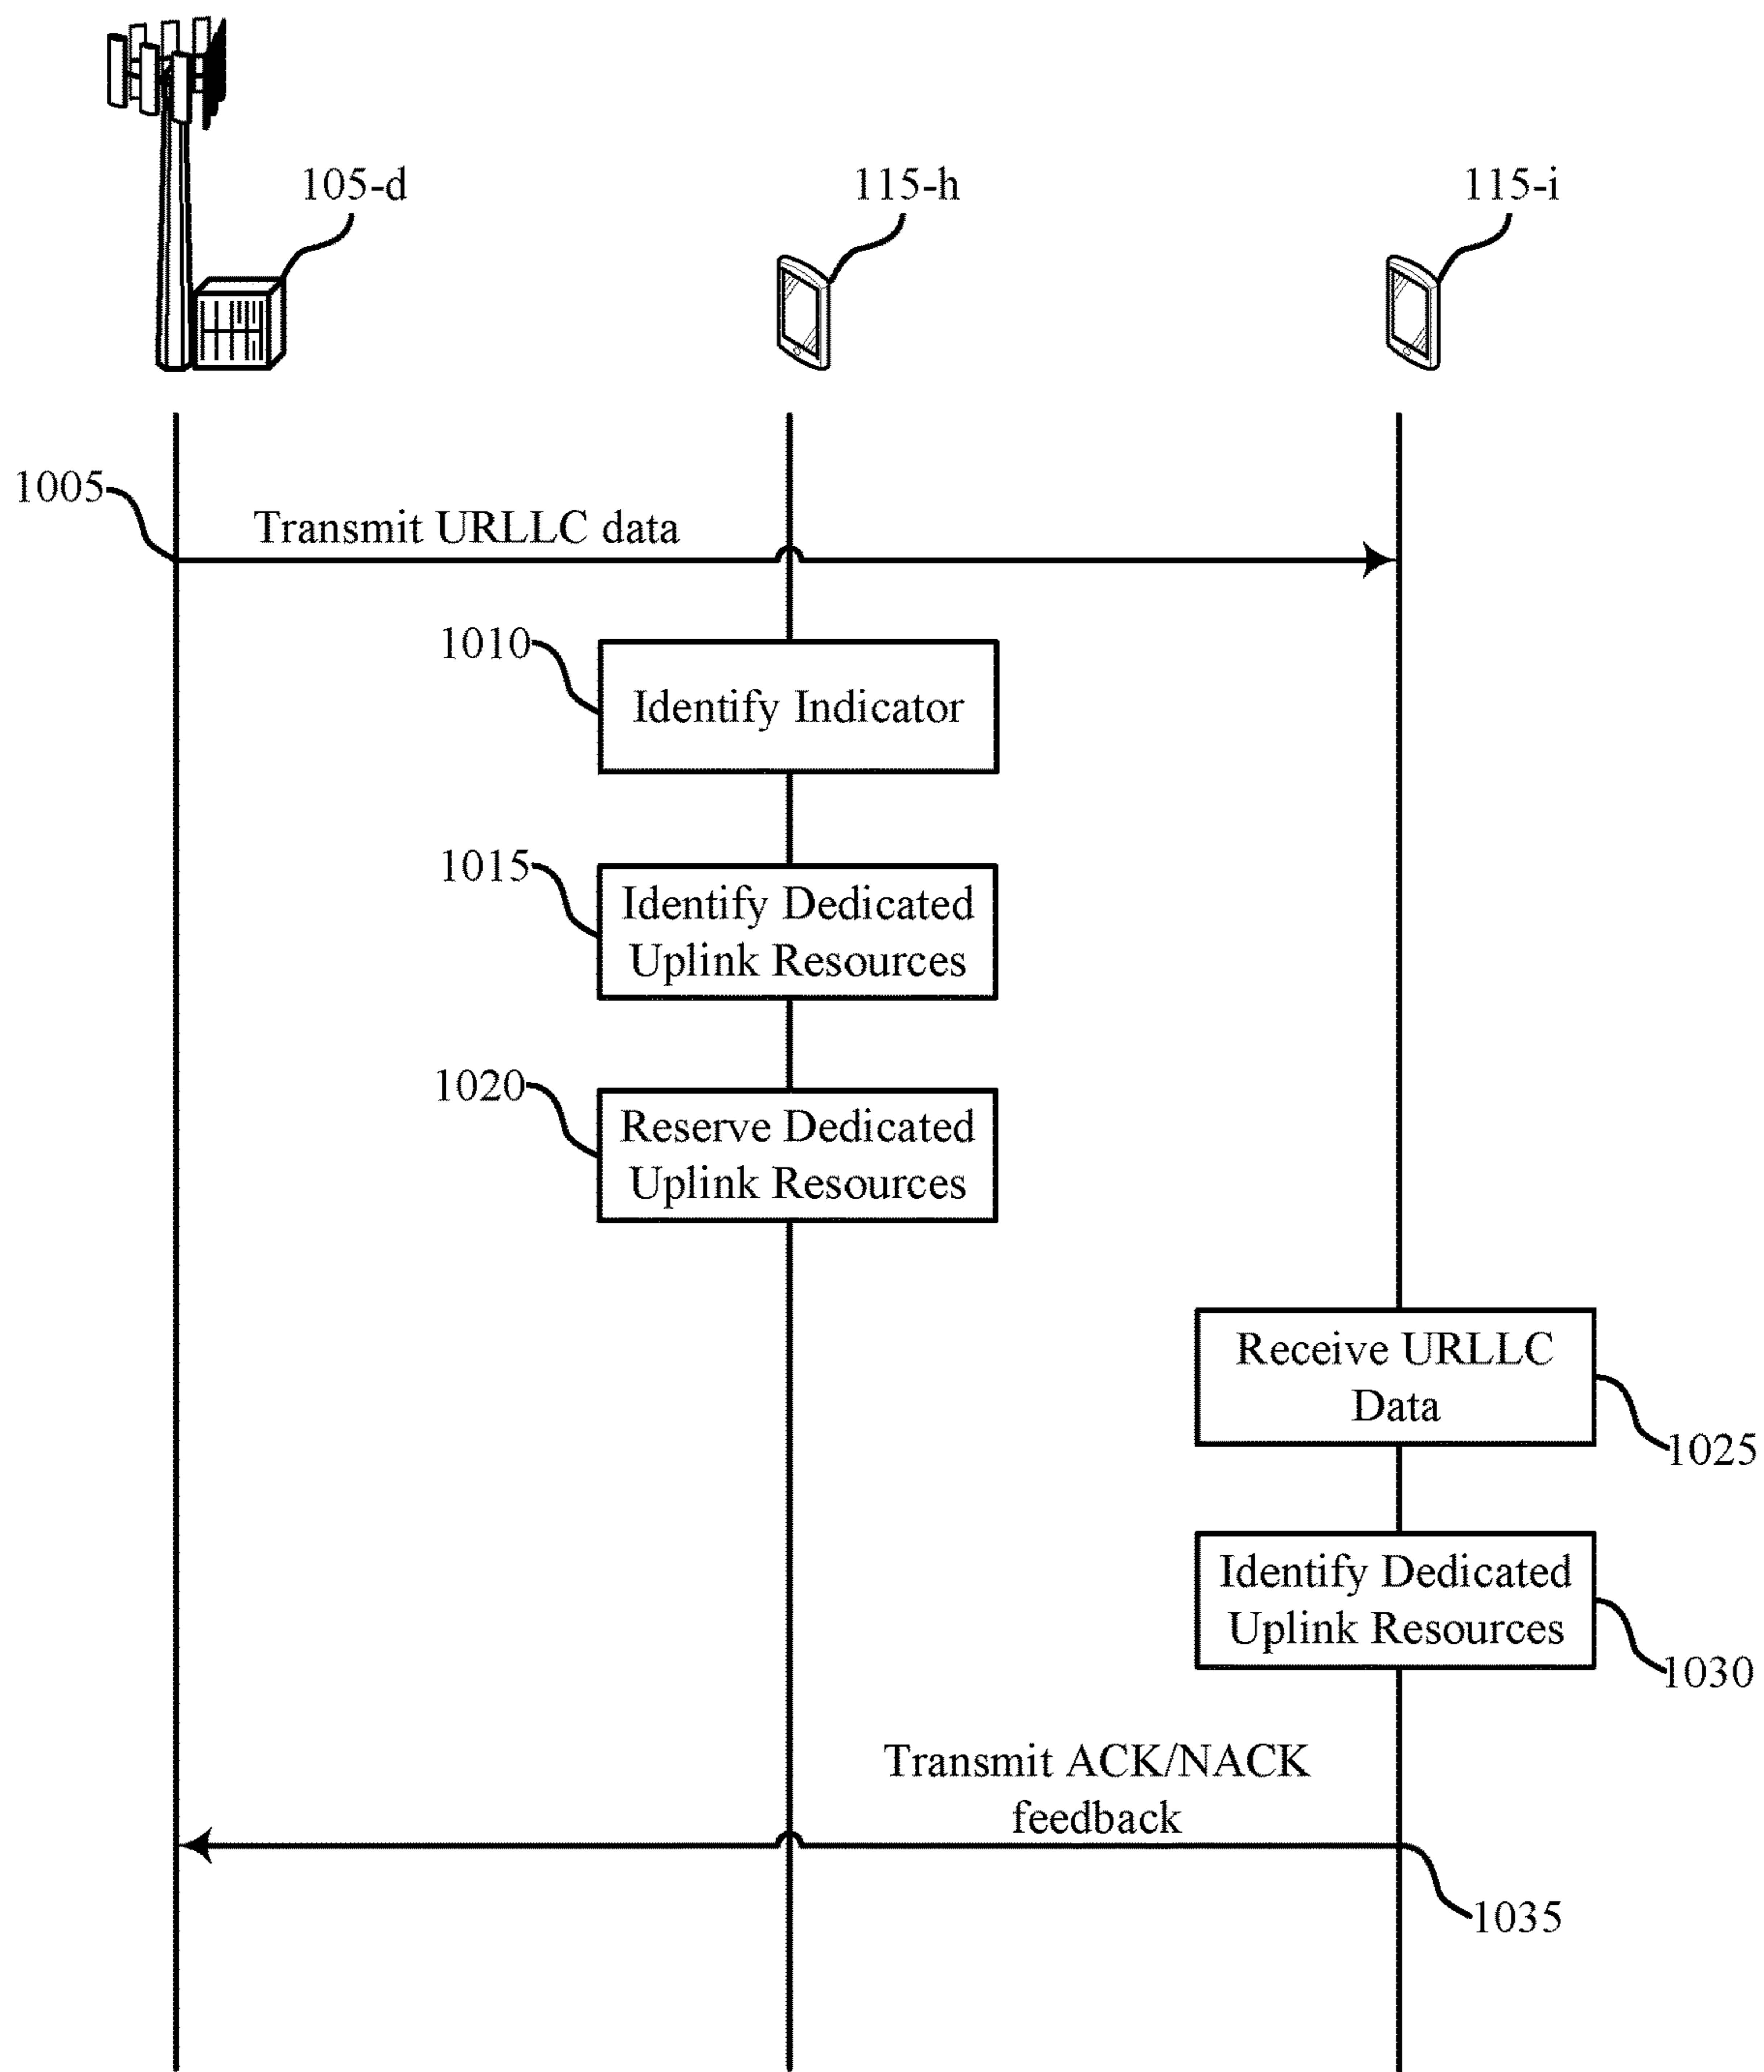 105-d
115-h
115-i
1005
Transmit URLLC data
1010
Identify Indicator
1015
Identify Dedicated
Uplink Resources
1020
Reserve Dedicated
Uplink Resources
Receive URLLC
Data
1025
Identify Dedicated
Uplink Resources
1030
Transmit ACK/NACK
feedback
1035